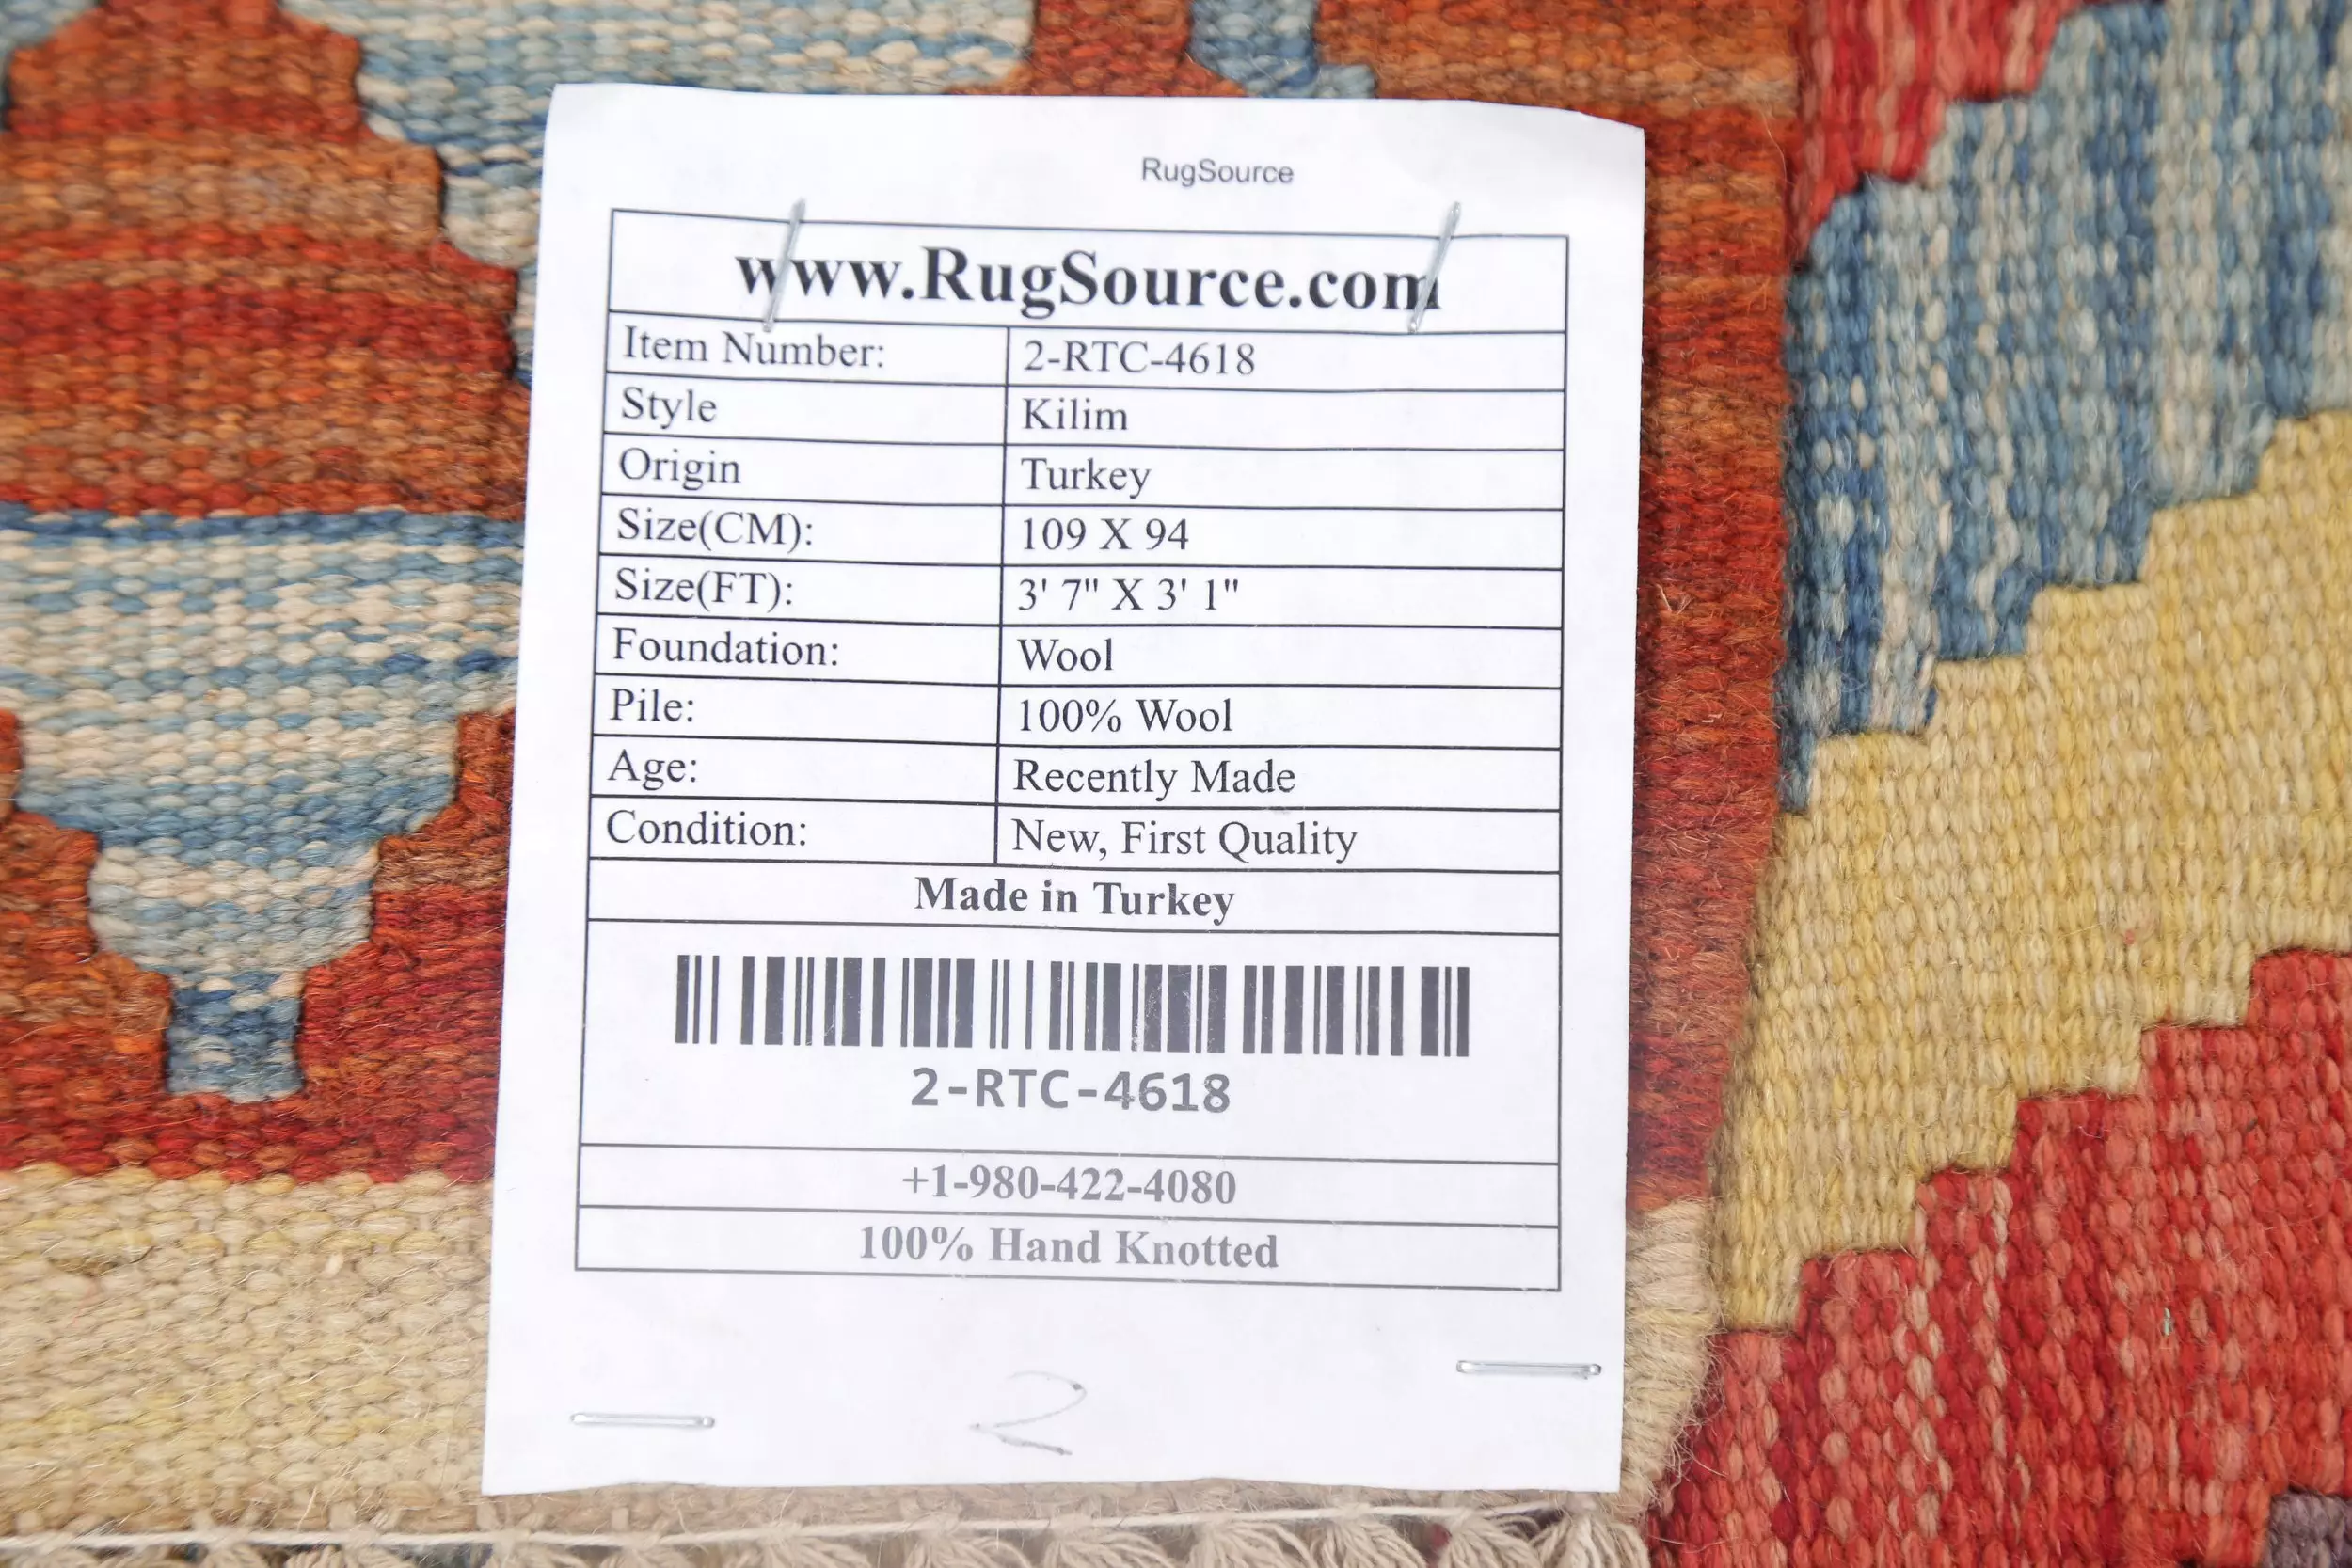 RugSource
www.RugSource.com
Item Number: 2-RTC-4618
Style Kilim
Origin Turkey
Size(CM): 109 X 94
Size(FT): 3' 7" X 3' 1"
Foundation: Wool
Pile: 100% Wool
Age: Recently Made
Condition: New, First Quality
Made in Turkey
2-RTC-4618
+1-980-422-4080
100% Hand Knotted
2